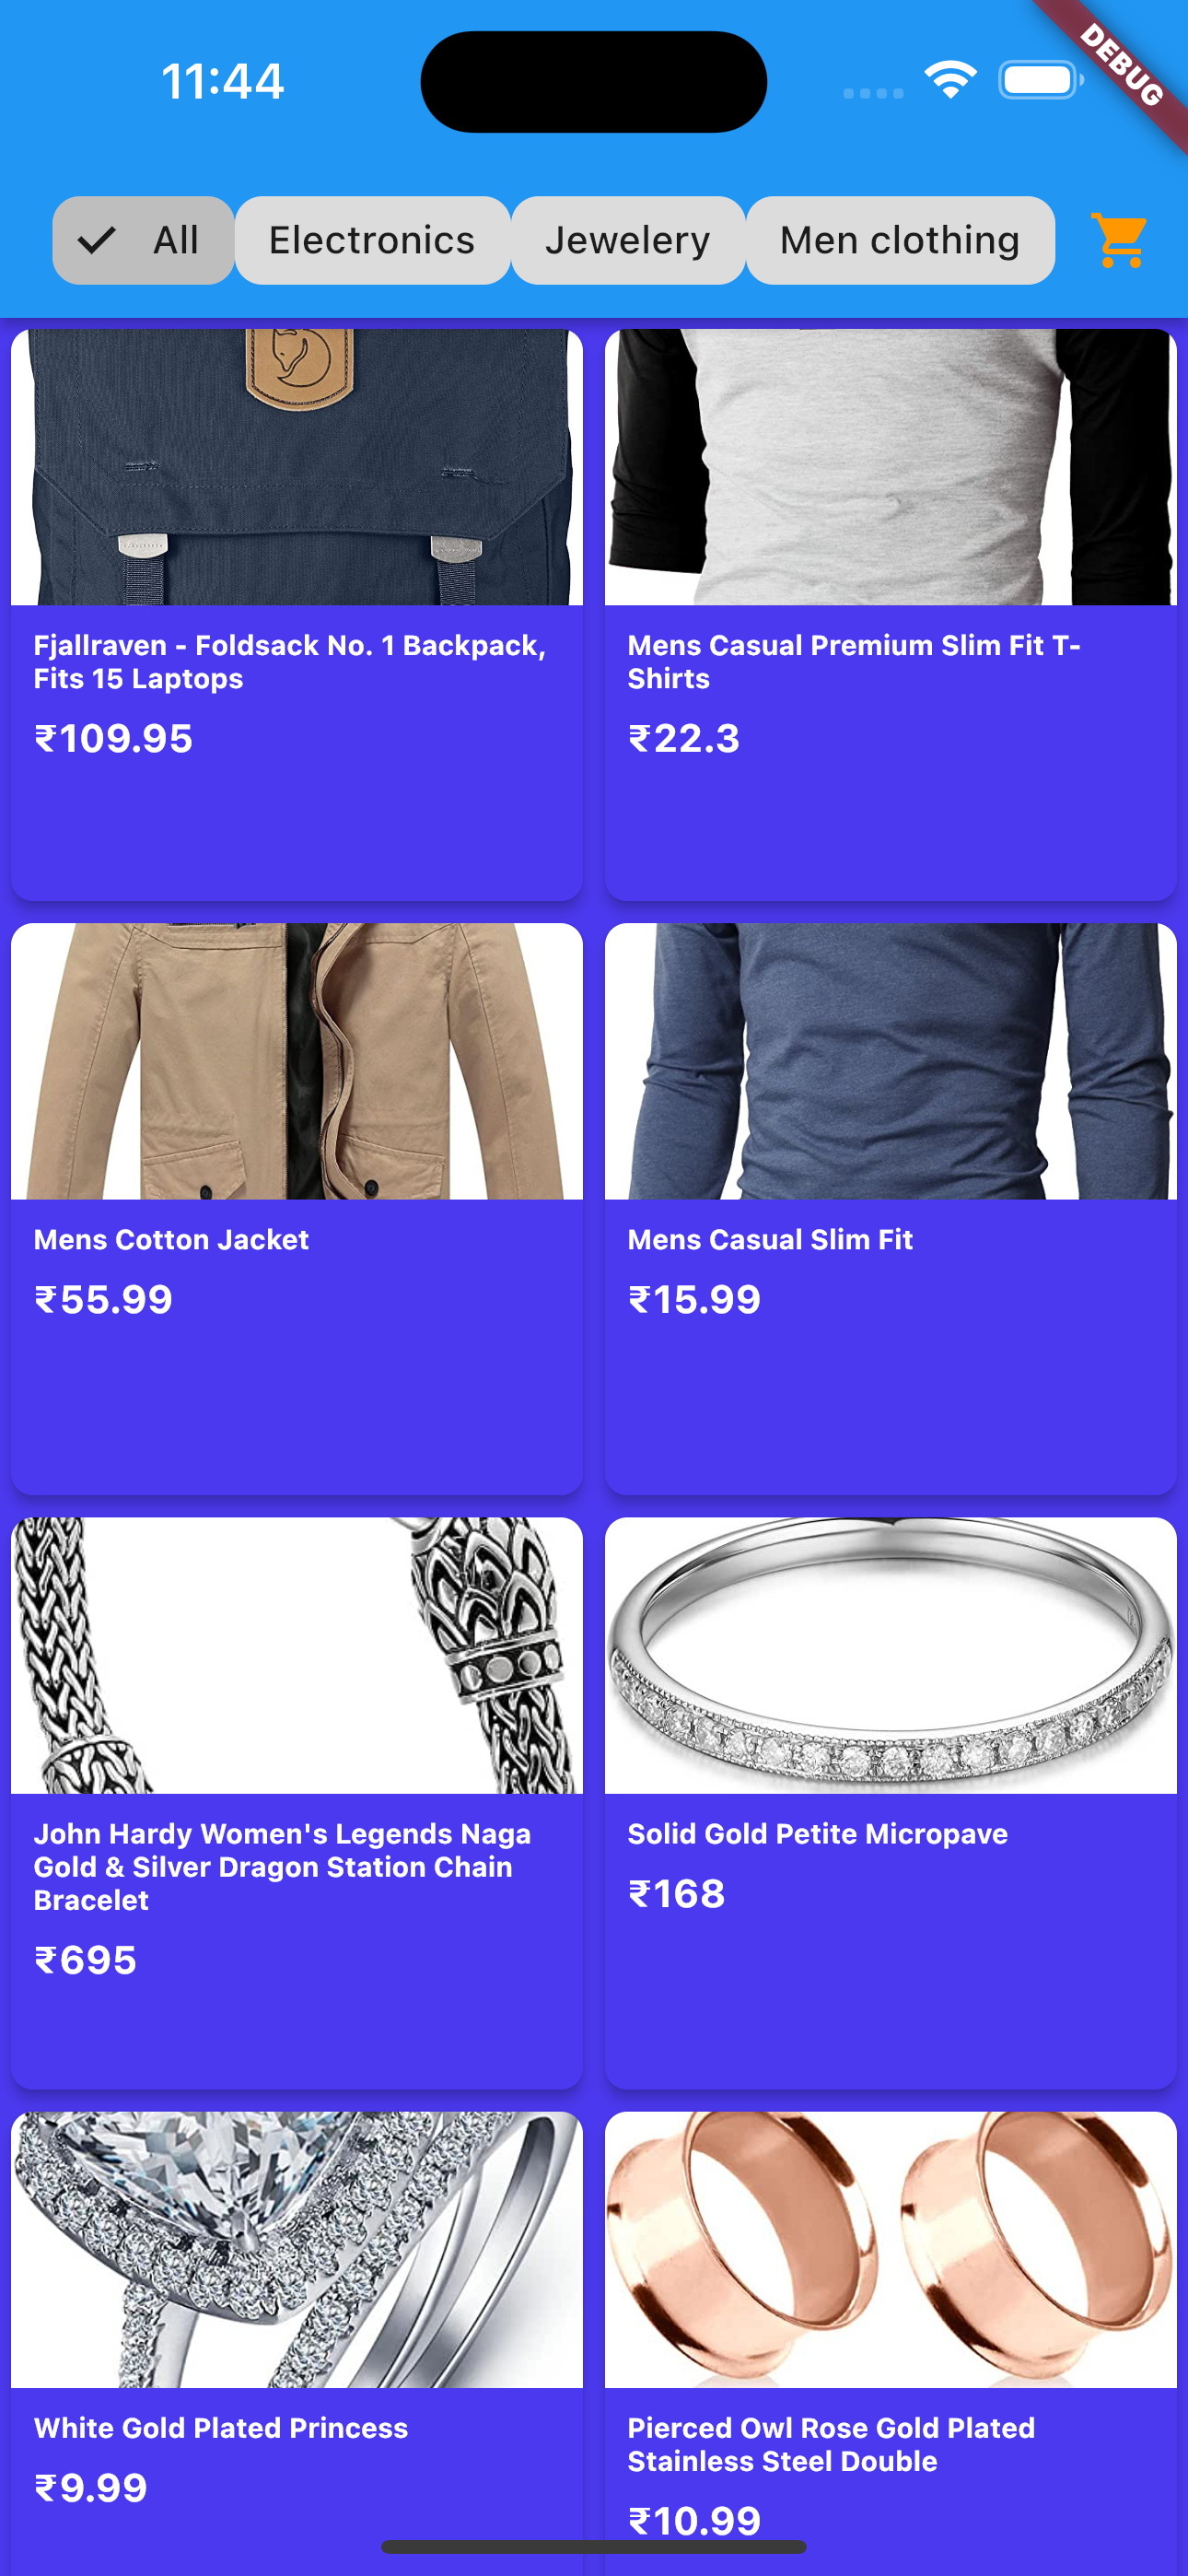 11:44
DEBUG
All
Electronics
Jewelery
Men clothing
Fjallraven - Foldsack No. 1 Backpack,
Fits 15 Laptops
₹109.95
Mens Casual Premium Slim Fit T-
Shirts
₹22.3
Mens Cotton Jacket
₹55.99
Mens Casual Slim Fit
₹15.99
John Hardy Women's Legends Naga
Gold & Silver Dragon Station Chain
Bracelet
₹695
Solid Gold Petite Micropave
₹168
White Gold Plated Princess
₹9.99
Pierced Owl Rose Gold Plated
Stainless Steel Double
₹10.99